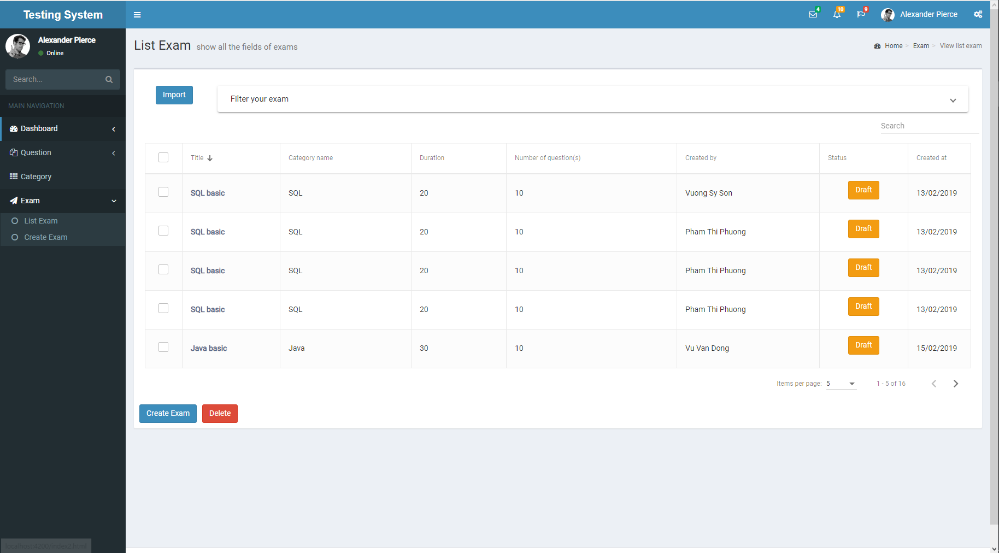 Testing System
4
10
9
Alexander Pierce
Alexander Pierce
Online
Search...
MAIN NAVIGATION
Dashboard
Question
Category
Exam
List Exam
Create Exam
List Exam show all the fields of exams
Home > Exam > View list exam
Import
Filter your exam
Search
Title Category name Duration Number of question(s) Created by Status Created at
SQL basic SQL 20 10 Vuong Sy Son Draft 13/02/2019
SQL basic SQL 20 10 Pham Thi Phuong Draft 13/02/2019
SQL basic SQL 20 10 Pham Thi Phuong Draft 13/02/2019
SQL basic SQL 20 10 Pham Thi Phuong Draft 13/02/2019
Java basic Java 30 10 Vu Van Dong Draft 15/02/2019
Items per page: 5 1 - 5 of 16
Create Exam Delete
localhost:4200/index2.html